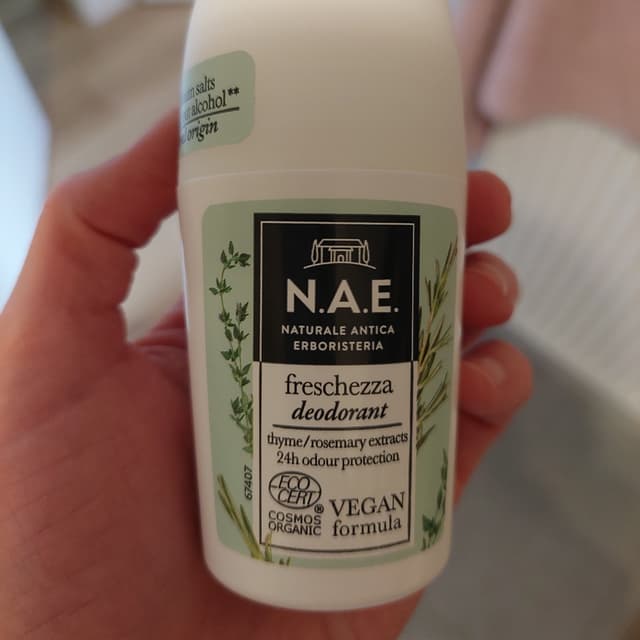 salts
alcohol**
origin
N.A.E.
NATURALE ANTICA
ERBORISTERIA
freschezza
deodorant
thyme/rosemary extracts
24h odour protection
ECO
CERT
®
COSMOS
ORGANIC
VEGAN
formula
67407